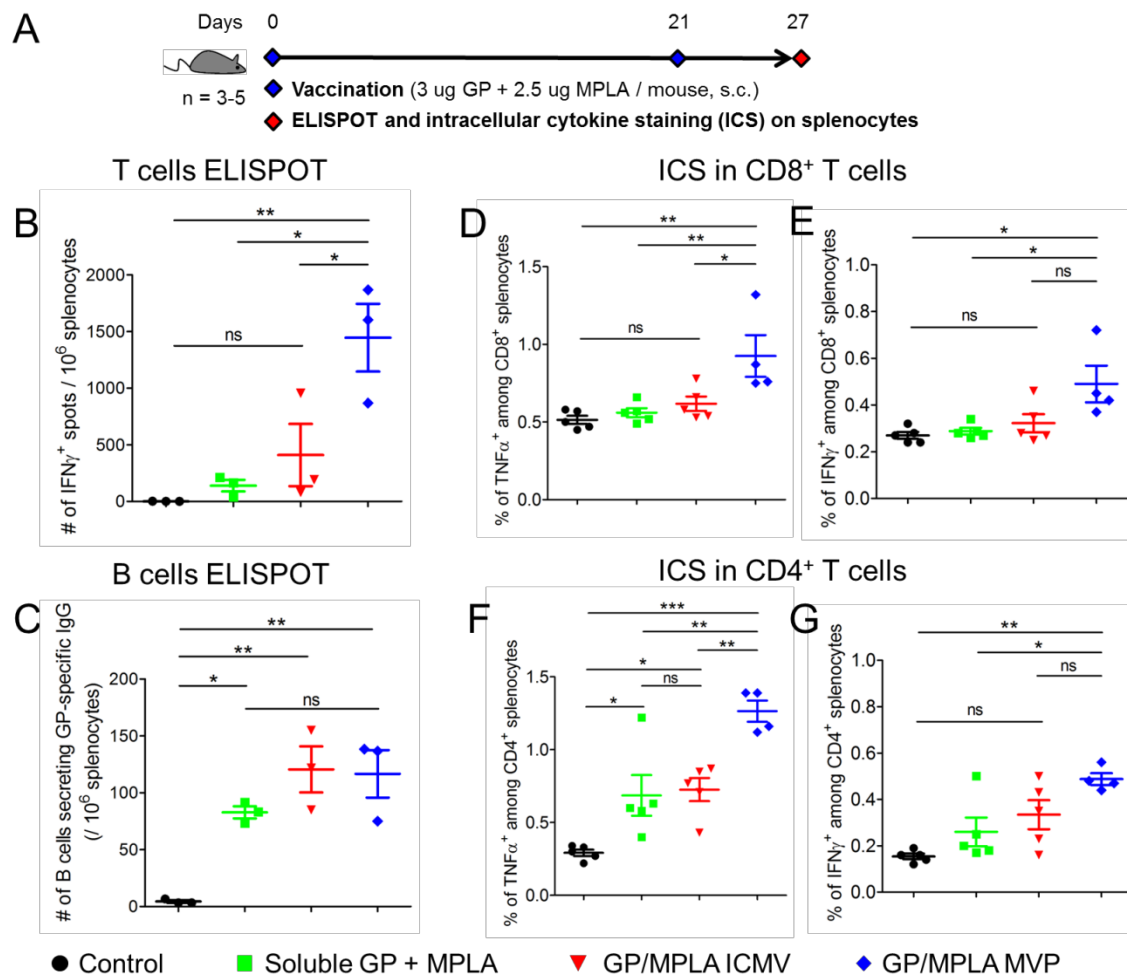 A
Days 0 21 27
n = 3-5
Vaccination (3 ug GP + 2.5 ug MPLA / mouse, s.c.)
ELISPOT and intracellular cytokine staining (ICS) on splenocytes
T cells ELISPOT
B
# of IFNγ⁺ spots / 10⁶ splenocytes
2000
1500
1000
500
0
**
*
*
ns
B cells ELISPOT
C
# of B cells secreting GP-specific IgG
(/ 10⁶ splenocytes)
200
150
100
50
0
**
**
*
ns
ICS in CD8⁺ T cells
D
% of TNFα⁺ among CD8⁺ splenocytes
1.5
1.0
0.5
0.0
**
**
*
ns
E
% of IFNγ⁺ among CD8⁺ splenocytes
1.0
0.8
0.6
0.4
0.2
0.0
*
*
ns
ns
ICS in CD4⁺ T cells
F
% of TNFα⁺ among CD4⁺ splenocytes
1.5
1.0
0.5
0.0
***
**
**
*
ns
*
G
% of IFNγ⁺ among CD4⁺ splenocytes
1.0
0.8
0.6
0.4
0.2
0.0
**
*
ns
ns
Control Soluble GP + MPLA GP/MPLA ICMV GP/MPLA MVP